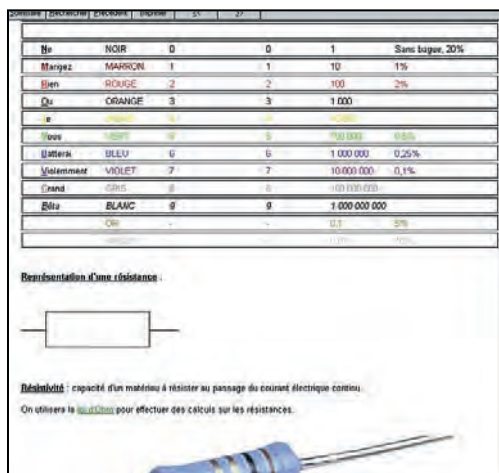 Sommaire Rechercher Précédent Imprimer
Ne NOIR 0 0 1 Sans bague, 20%
Mangez MARRON 1 1 10 1%
Rien ROUGE 2 2 100 2%
Ou ORANGE 3 3 1 000
Je
Vous VERT 5 5 100 000 0.5%
Batterai BLEU 6 6 1 000 000 0,25%
Violemment VIOLET 7 7 10 000 000 0,1%
Grand GRIS 8 8 100 000 000
Bêta BLANC 9 9 1 000 000 000
OR - - 0,1 5%
Représentation d'une résistance :
Résistivité : capacité d'un matériau à résister au passage du courant électrique continu.
On utilisera la loi d'Ohm pour effectuer des calculs sur les résistances.